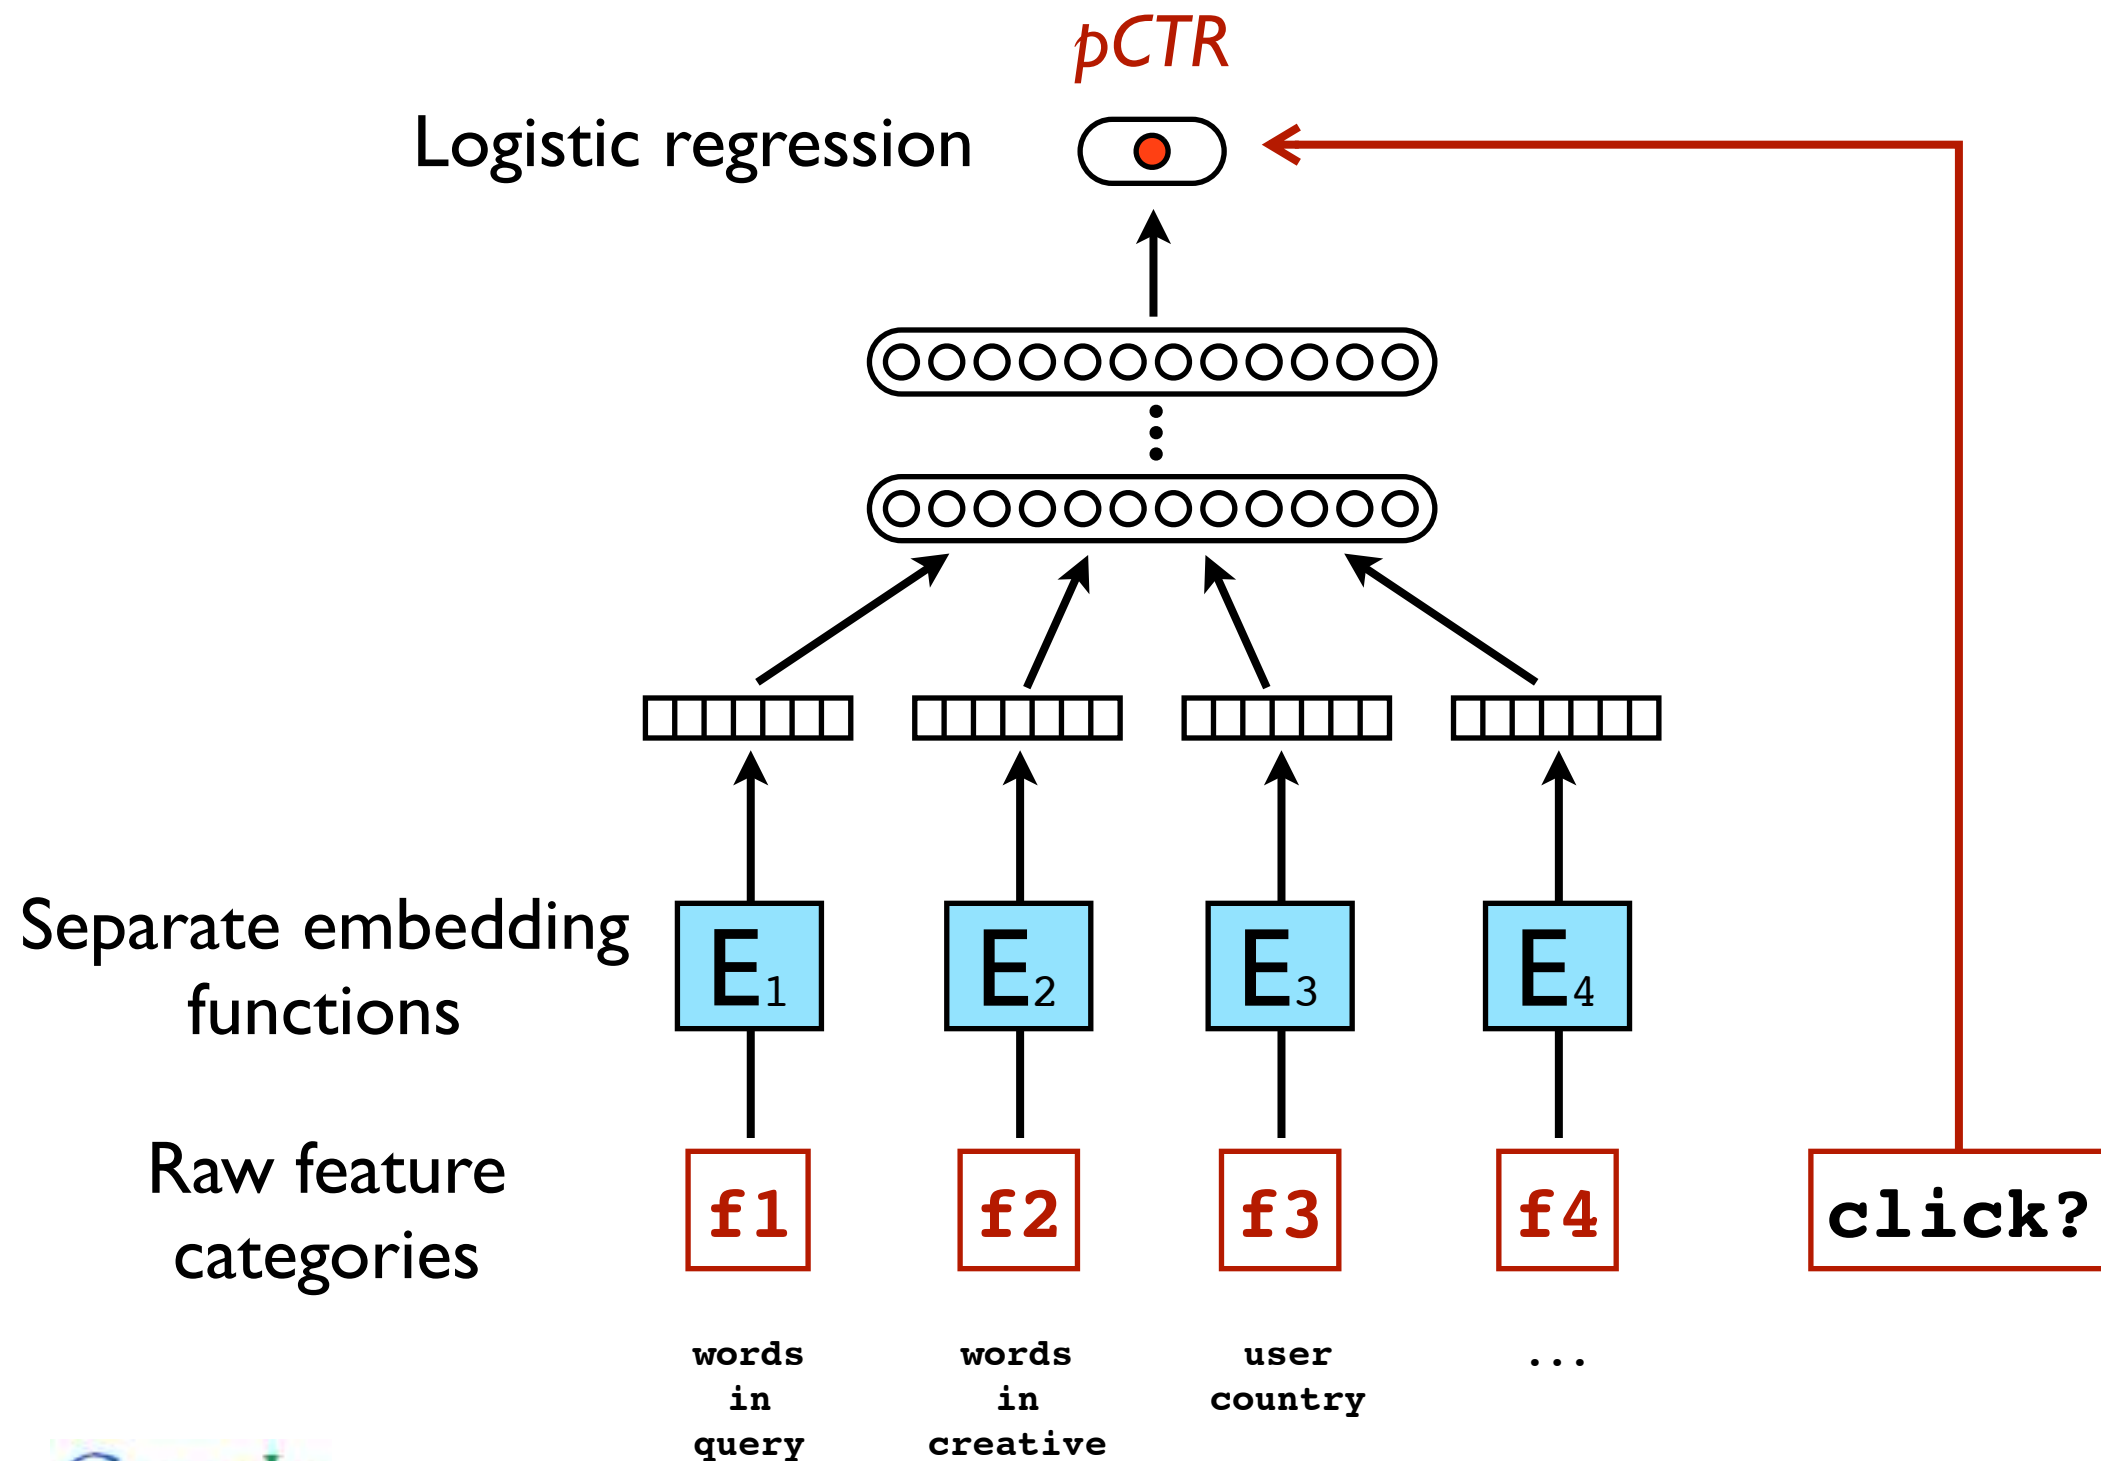 pCTR
Logistic regression
Separate embedding
functions
E1 E2 E3 E4
Raw feature
categories
f1 f2 f3 f4 click?
words in query
words in creative
user country
...